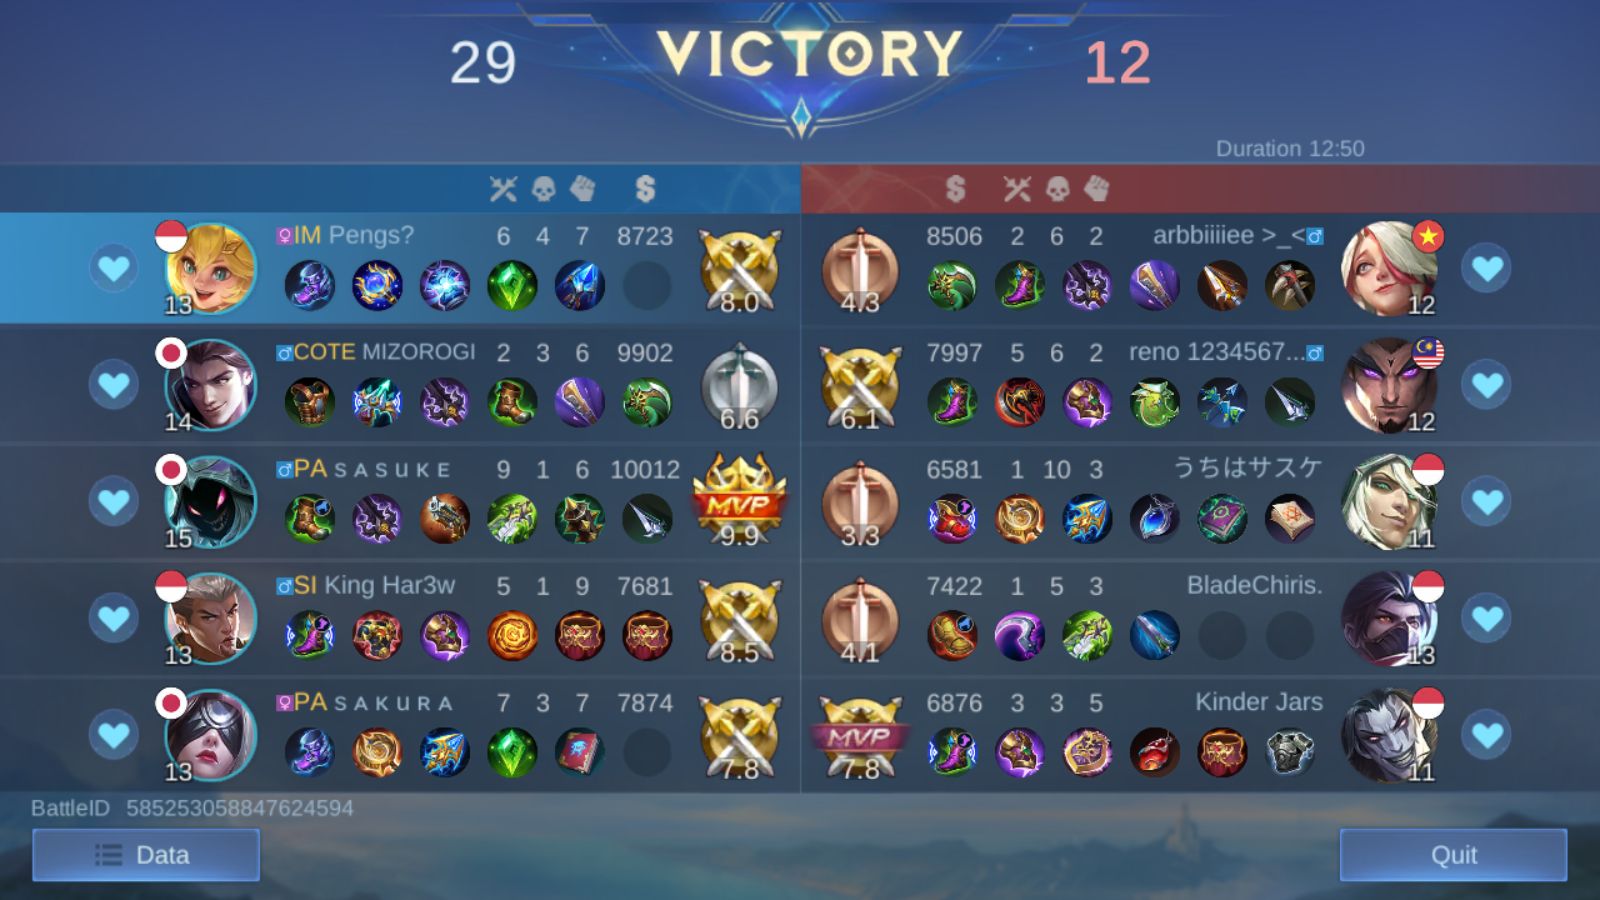 29 VICTORY 12
Duration 12:50
IM Pengs? 6 4 7 8723
13 8.0
8506 2 6 2 arbbiiiiee >_<
4.3 12
COTE MIZOROGI 2 3 6 9902
14 6.6
7997 5 6 2 reno 1234567...
6.1 12
PA SASUKE 9 1 6 10012
MVP
15 9.9
6581 1 10 3 うちはサスケ
3.3 11
SI King Har3w 5 1 9 7681
13 8.5
7422 1 5 3 BladeChiris.
4.1 13
PA SAKURA 7 3 7 7874
13 7.8
6876 3 3 5 Kinder Jars
MVP
7.8 11
BattleID 585253058847624594
Data
Quit